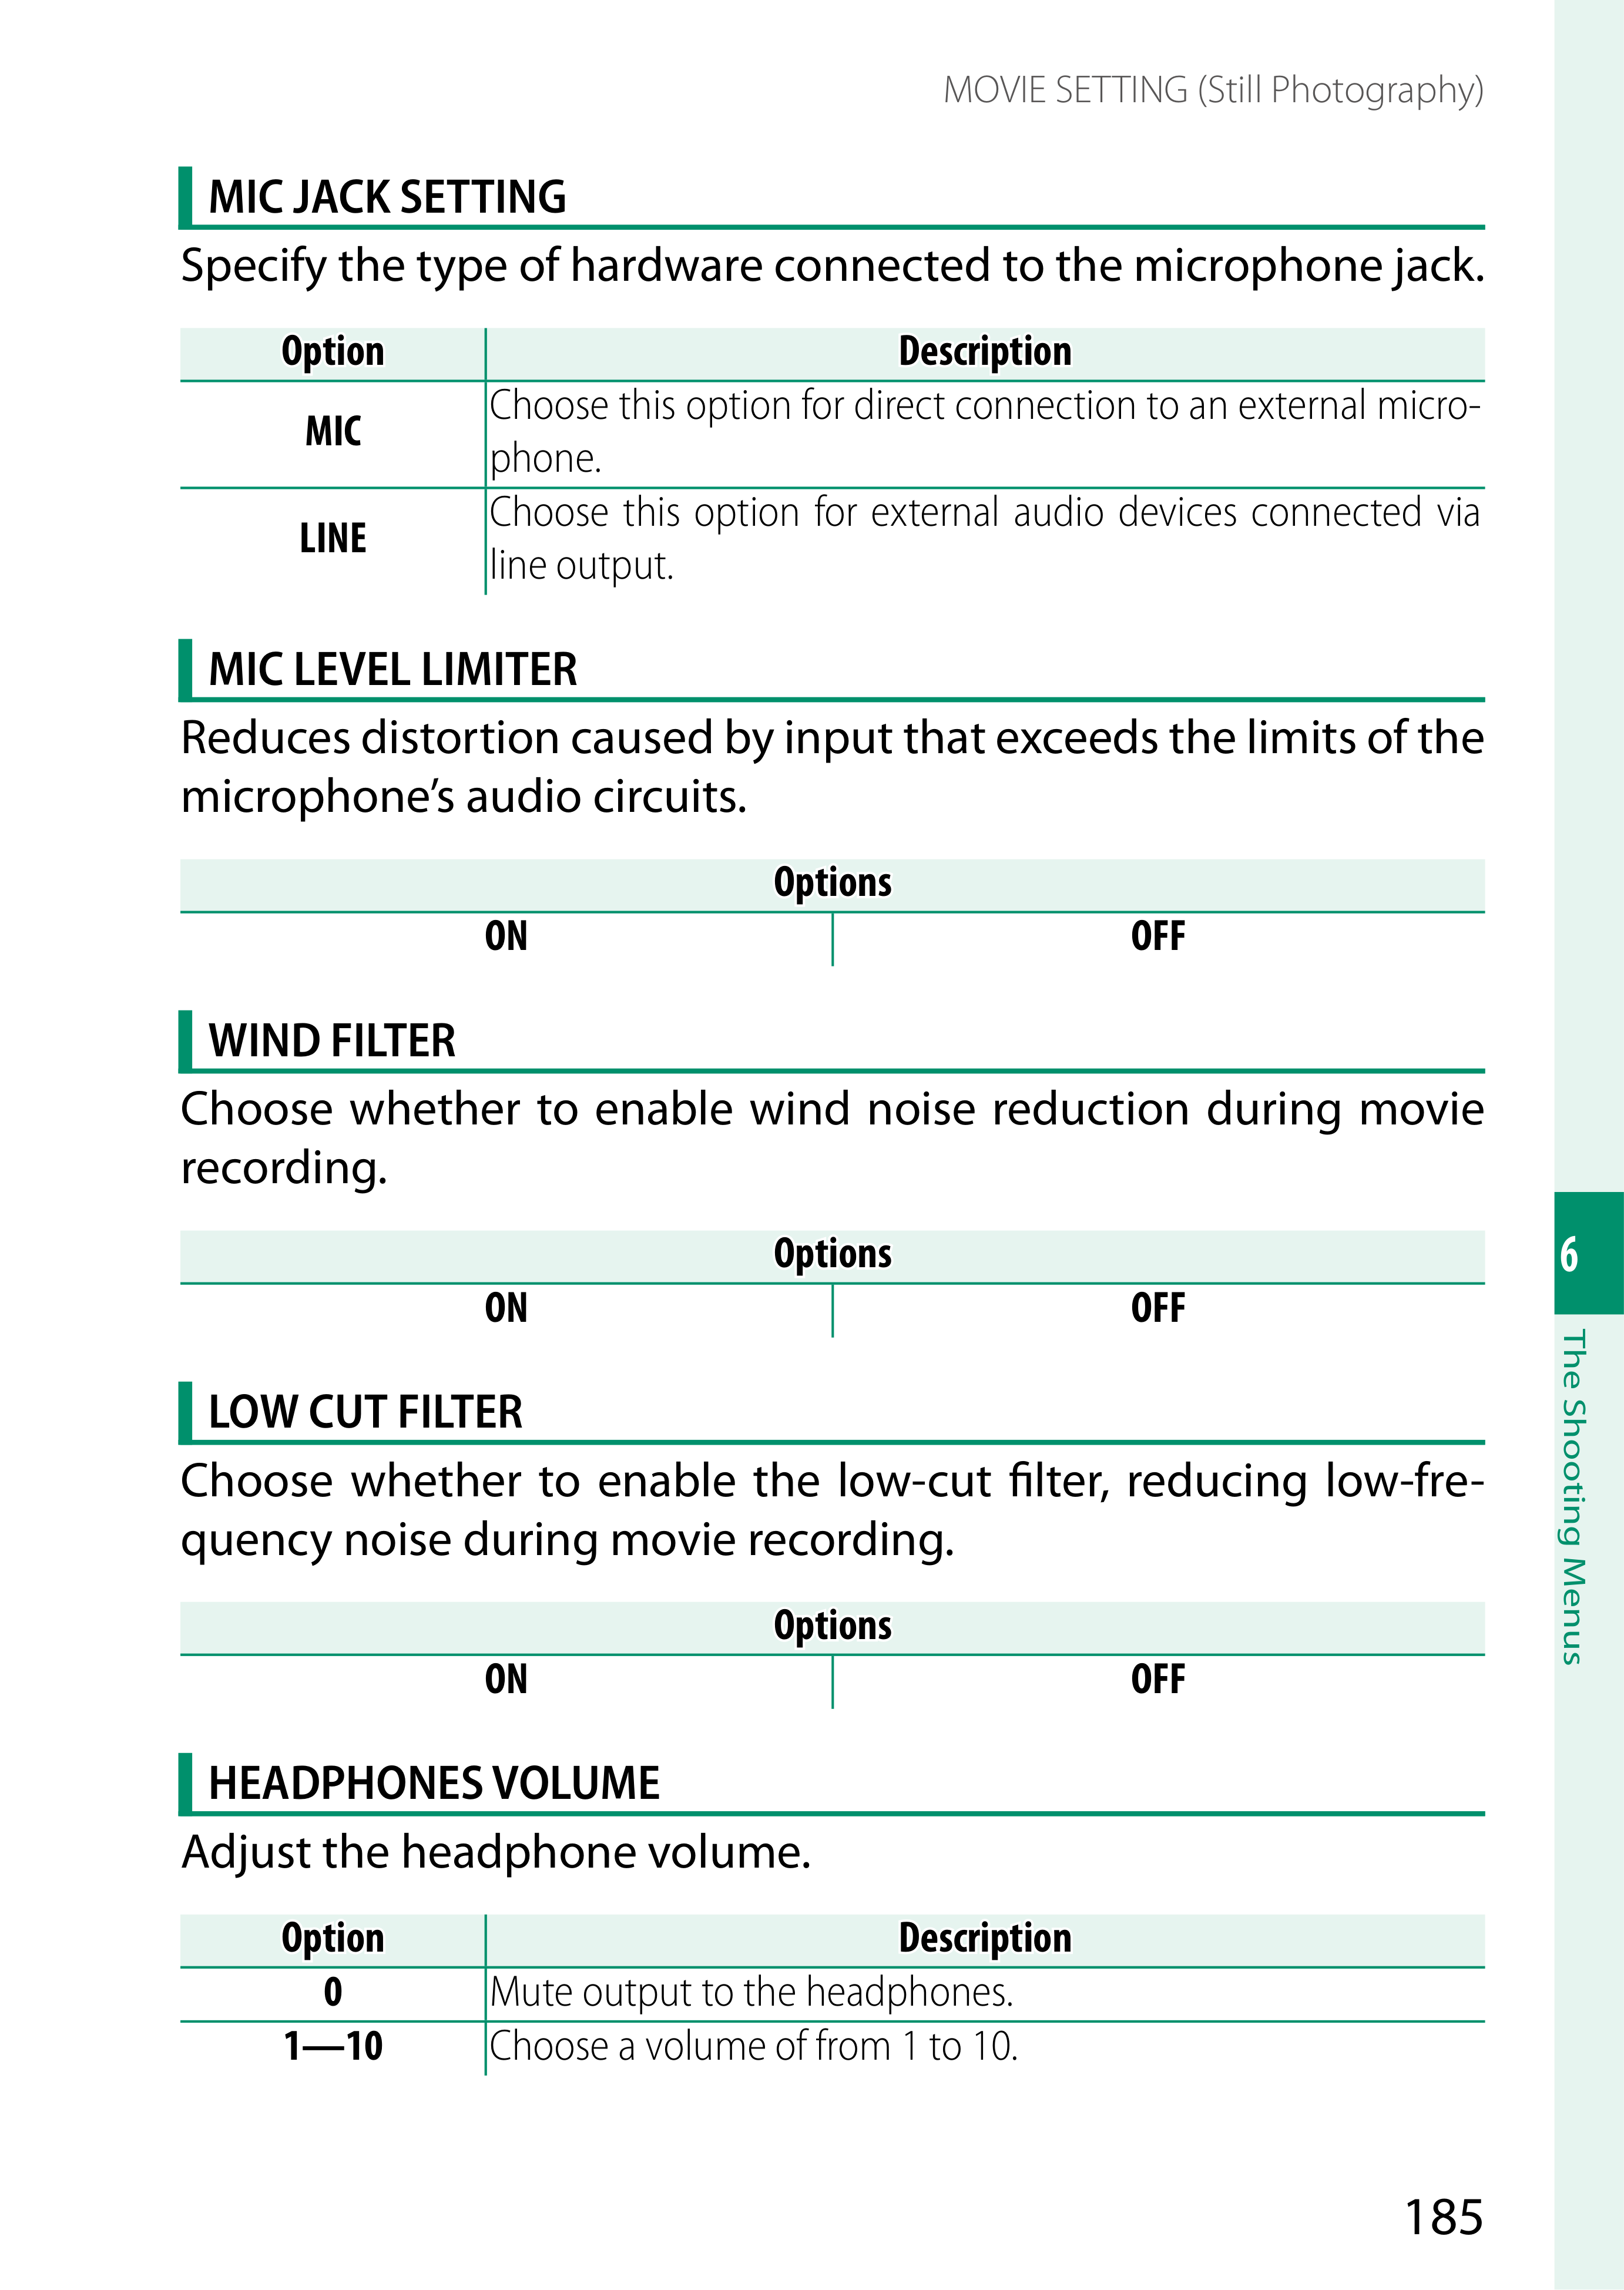 MOVIE SETTING (Still Photography)
MIC JACK SETTING
Specify the type of hardware connected to the microphone jack.
Option Description
MIC Choose this option for direct connection to an external micro-
phone.
LINE Choose this option for external audio devices connected via
line output.
MIC LEVEL LIMITER
Reduces distortion caused by input that exceeds the limits of the
microphone’s audio circuits.
Options
ON OFF
WIND FILTER
Choose whether to enable wind noise reduction during movie
recording.
Options
ON OFF
LOW CUT FILTER
Choose whether to enable the low-cut filter, reducing low-fre-
quency noise during movie recording.
Options
ON OFF
HEADPHONES VOLUME
Adjust the headphone volume.
Option Description
0 Mute output to the headphones.
1—10 Choose a volume of from 1 to 10.
6
The Shooting Menus
185